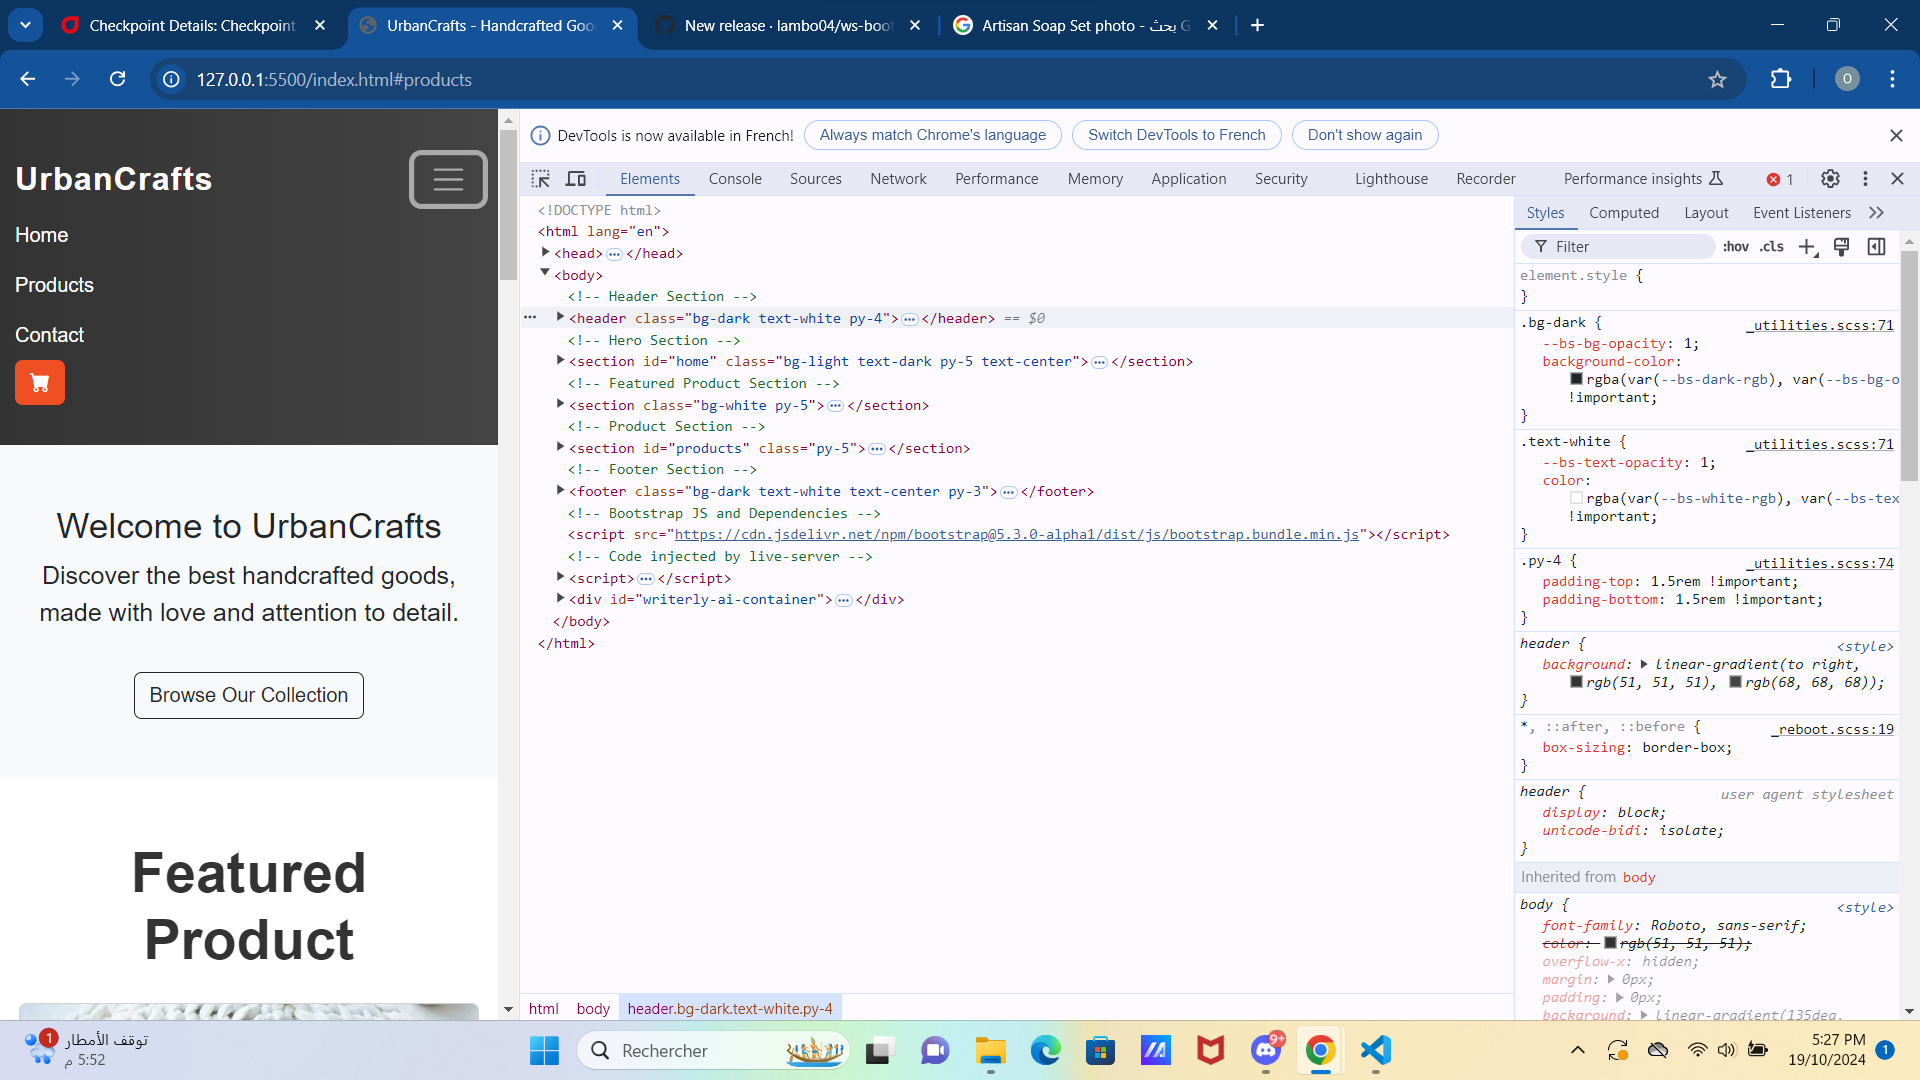 Checkpoint Details: Checkpoint
UrbanCrafts - Handcrafted Goo
New release · lambo04/ws-boot
Artisan Soap Set photo - بحث G
127.0.0.1:5500/index.html#products
O
UrbanCrafts
Home
Products
Contact
Welcome to UrbanCrafts
Discover the best handcrafted goods,
made with love and attention to detail.
Browse Our Collection
Featured
Product
DevTools is now available in French!
Always match Chrome's language
Switch DevTools to French
Don't show again
Elements
Console
Sources
Network
Performance
Memory
Application
Security
Lighthouse
Recorder
Performance insights
1
<!DOCTYPE html>
<html lang="en">
<head>…</head>
<body>
<!-- Header Section -->
<header class="bg-dark text-white py-4">…</header> == $0
<!-- Hero Section -->
<section id="home" class="bg-light text-dark py-5 text-center">…</section>
<!-- Featured Product Section -->
<section class="bg-white py-5">…</section>
<!-- Product Section -->
<section id="products" class="py-5">…</section>
<!-- Footer Section -->
<footer class="bg-dark text-white text-center py-3">…</footer>
<!-- Bootstrap JS and Dependencies -->
<script src="https://cdn.jsdelivr.net/npm/bootstrap@5.3.0-alpha1/dist/js/bootstrap.bundle.min.js"></script>
<!-- Code injected by live-server -->
<script>…</script>
<div id="writerly-ai-container">…</div>
</body>
</html>
html body header.bg-dark.text-white.py-4
Styles
Computed
Layout
Event Listeners
Filter
:hov
.cls
element.style {
}
.bg-dark { _utilities.scss:71
--bs-bg-opacity: 1;
background-color:
rgba(var(--bs-dark-rgb), var(--bs-bg-o
!important;
}
.text-white { _utilities.scss:71
--bs-text-opacity: 1;
color:
rgba(var(--bs-white-rgb), var(--bs-tex
!important;
}
.py-4 { _utilities.scss:74
padding-top: 1.5rem !important;
padding-bottom: 1.5rem !important;
}
header { <style>
background: linear-gradient(to right,
rgb(51, 51, 51), rgb(68, 68, 68));
}
*, ::after, ::before { _reboot.scss:19
box-sizing: border-box;
}
header { user agent stylesheet
display: block;
unicode-bidi: isolate;
}
Inherited from body
body { <style>
font-family: Roboto, sans-serif;
color: rgb(51, 51, 51);
overflow-x: hidden;
margin: 0px;
padding: 0px;
background: linear-gradient(135deg,
1
توقف الأمطار
5:52 م
Rechercher
9+
5:27 PM
19/10/2024
1